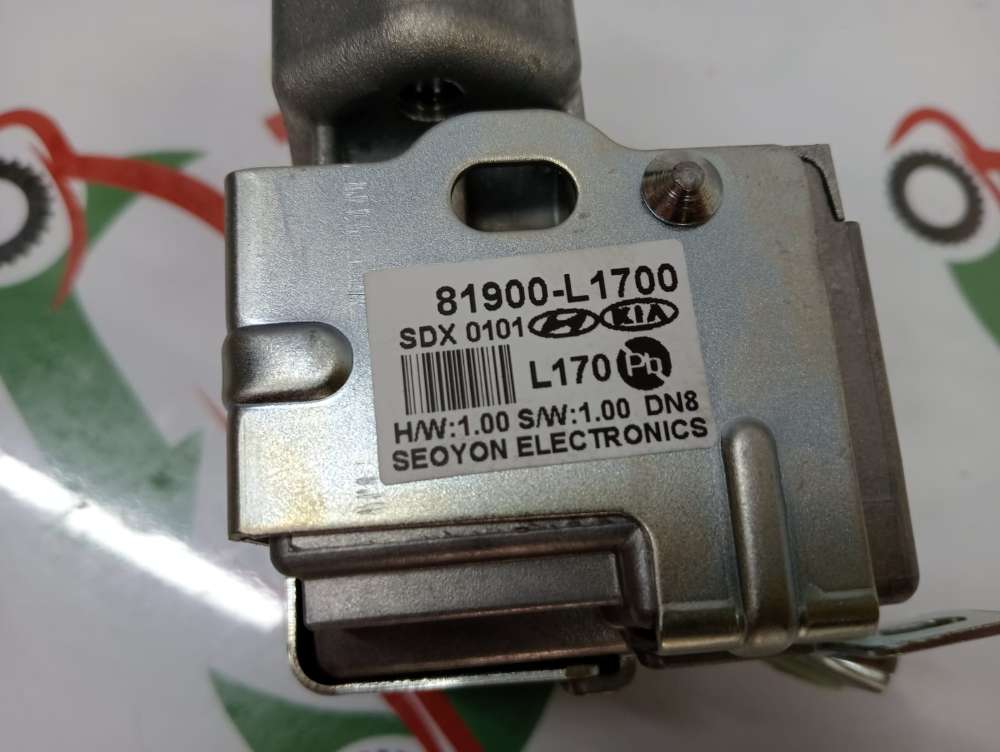 81900-L1700
SDX 0101 KIA
L170 Pb
H/W:1.00 S/W:1.00 DN8
SEOYON ELECTRONICS